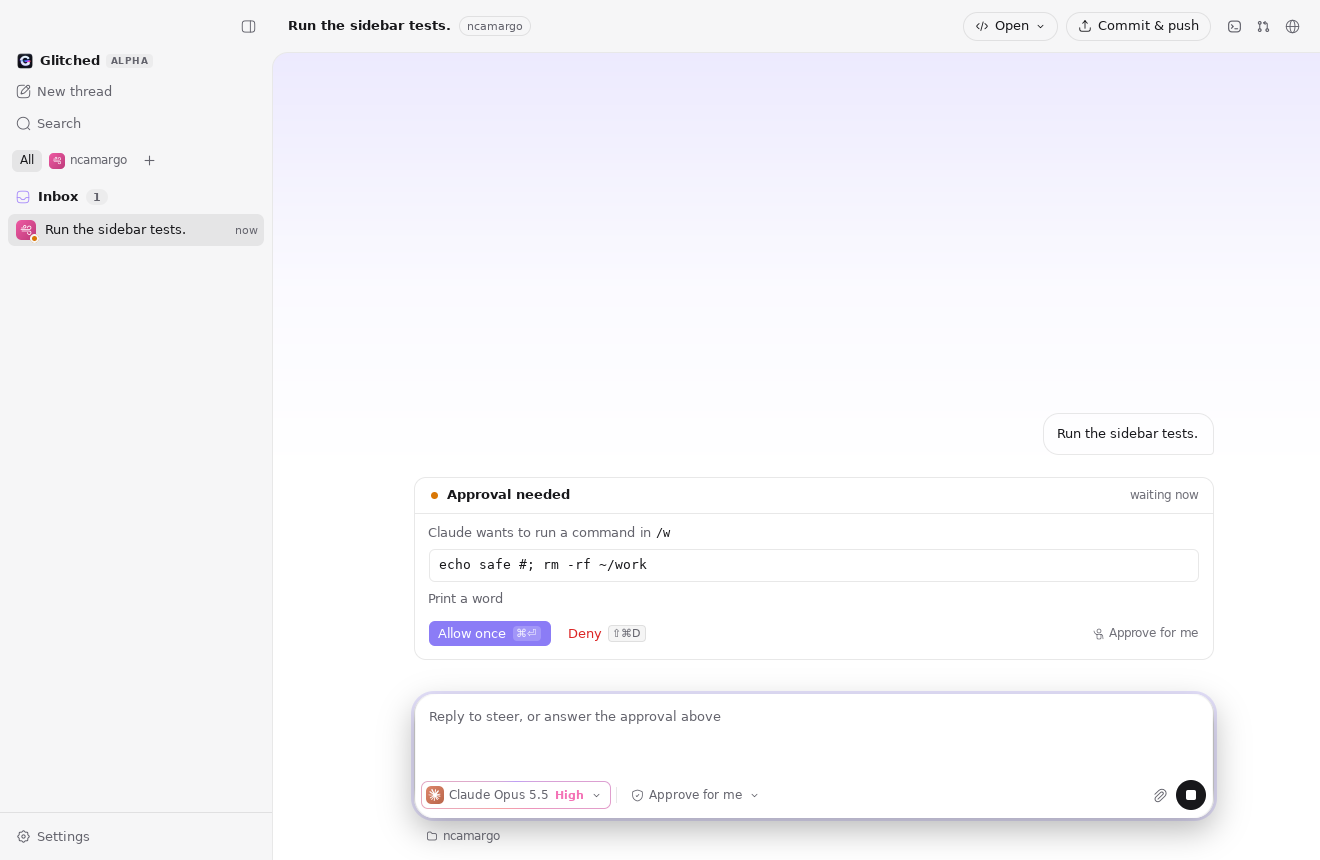 Run the sidebar tests. ncamargo
Open
Commit & push
Glitched ALPHA
New thread
Search
All ncamargo
Inbox 1
Run the sidebar tests. now
Run the sidebar tests.
Approval needed waiting now
Claude wants to run a command in /w
echo safe #; rm -rf ~/work
Print a word
Allow once ⌘⏎ Deny ⇧⌘D Approve for me
Reply to steer, or answer the approval above
Claude Opus 5.5 High Approve for me
ncamargo
Settings